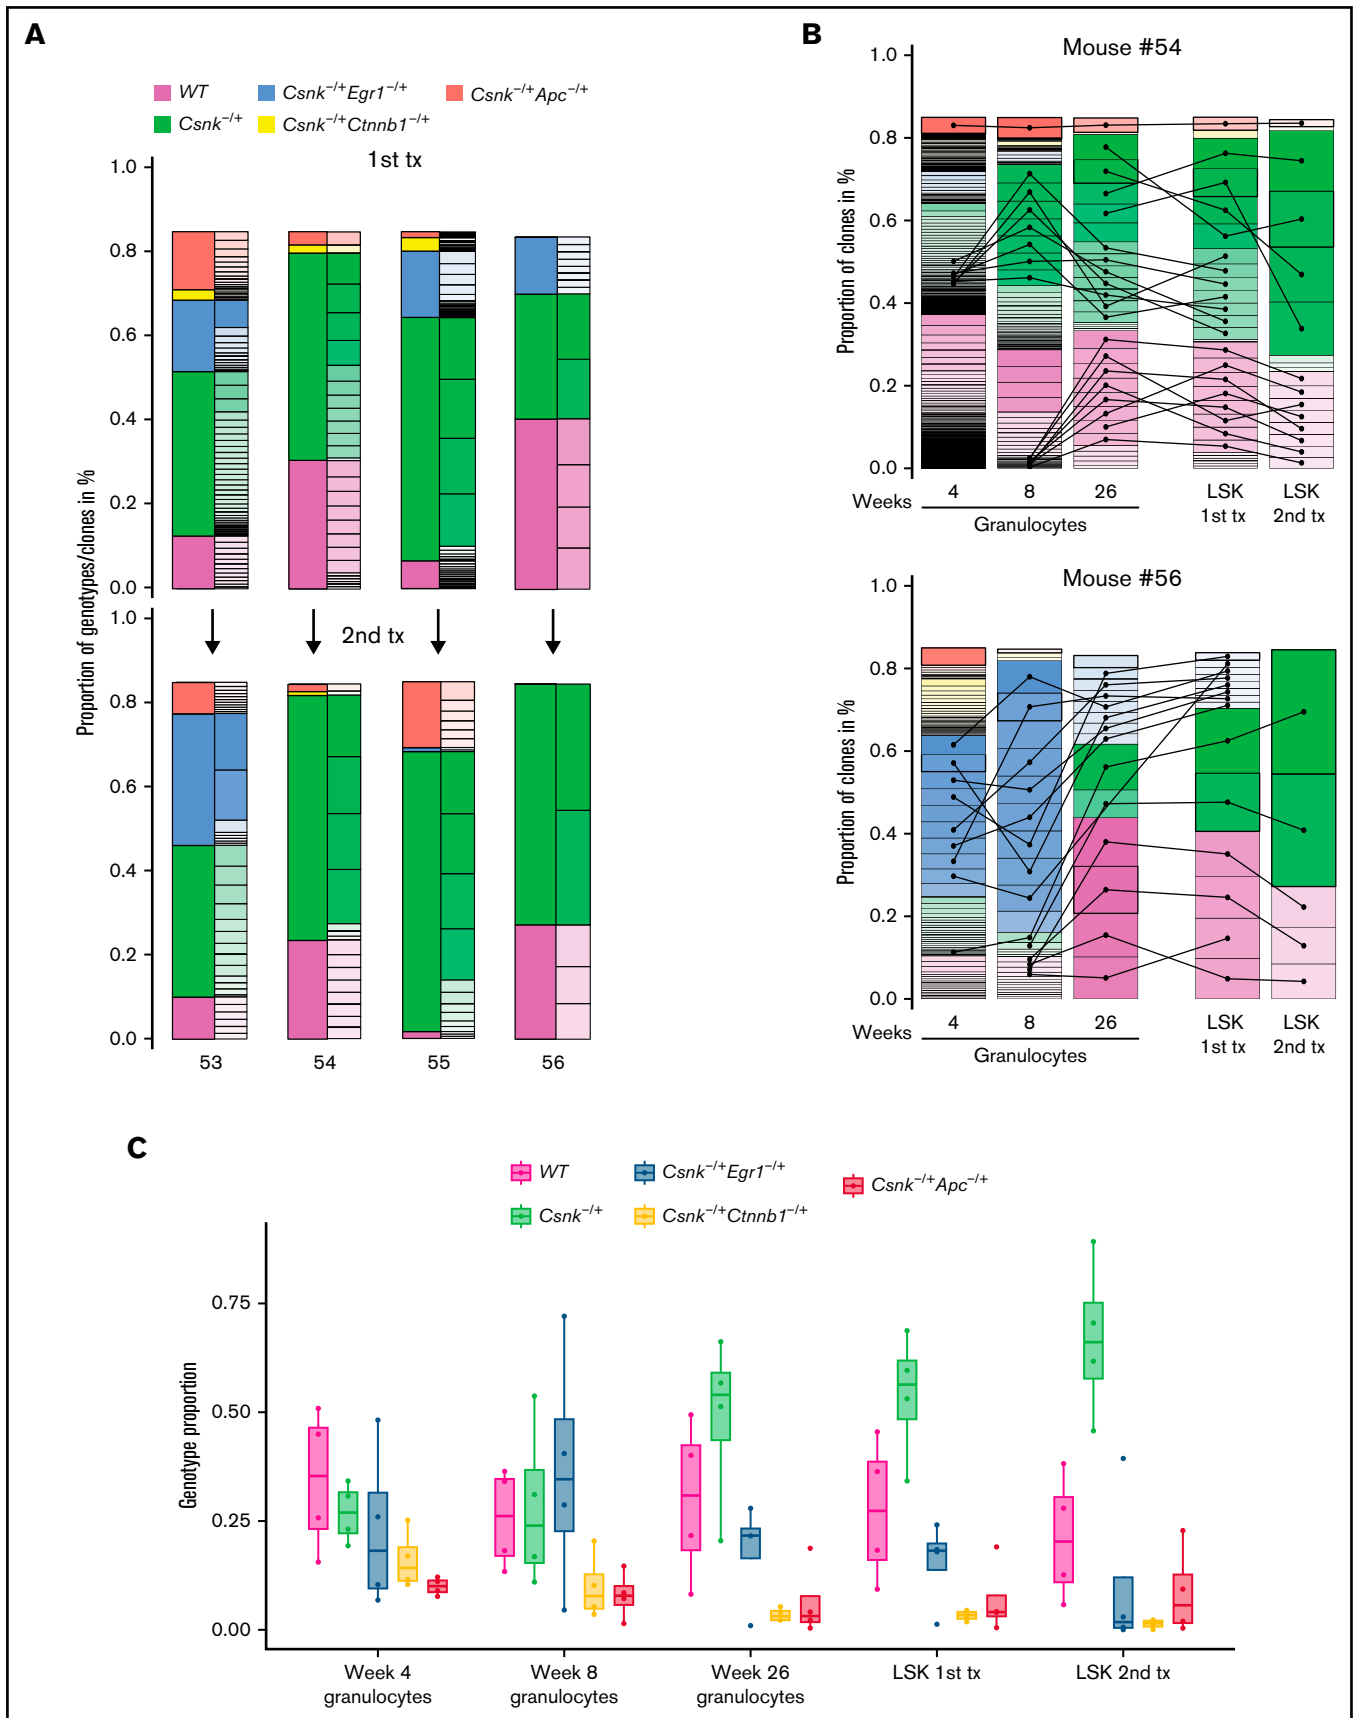 A
WT
Csnk−/+Egr1−/+
Csnk−/+Apc−/+
Csnk−/+
Csnk−/+Ctnnb1−/+
1st tx
Proportion of genotypes/clones in %
1.0
0.8
0.6
0.4
0.2
0.0
2nd tx
1.0
0.8
0.6
0.4
0.2
0.0
53 54 55 56
B
Mouse #54
Proportion of clones in %
1.0
0.8
0.6
0.4
0.2
0.0
Weeks 4 8 26 LSK LSK
1st tx 2nd tx
Granulocytes
Mouse #56
Proportion of clones in %
1.0
0.8
0.6
0.4
0.2
0.0
Weeks 4 8 26 LSK LSK
1st tx 2nd tx
Granulocytes
C
WT
Csnk−/+Egr1−/+
Csnk−/+Apc−/+
Csnk−/+
Csnk−/+Ctnnb1−/+
Genotype proportion
0.75
0.50
0.25
0.00
Week 4 Week 8 Week 26 LSK 1st tx LSK 2nd tx
granulocytes granulocytes granulocytes